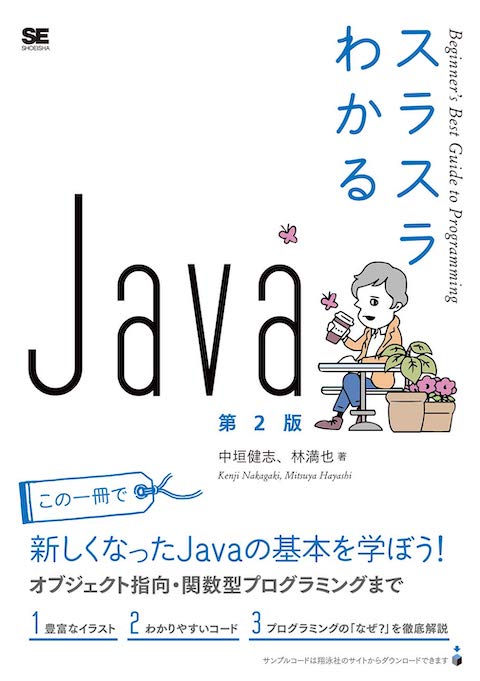 SE
SHOEISHA
Beginner's Best Guide to Programming
スラスラ
わかる
Java
第2版
中垣健志、林満也 著
Kenji Nakagaki, Mitsuya Hayashi
この一冊で
新しくなったJavaの基本を学ぼう!
オブジェクト指向・関数型プログラミングまで
1 豊富なイラスト 2 わかりやすいコード 3 プログラミングの「なぜ?」を徹底解説
サンプルコードは翔泳社のサイトからダウンロードできます